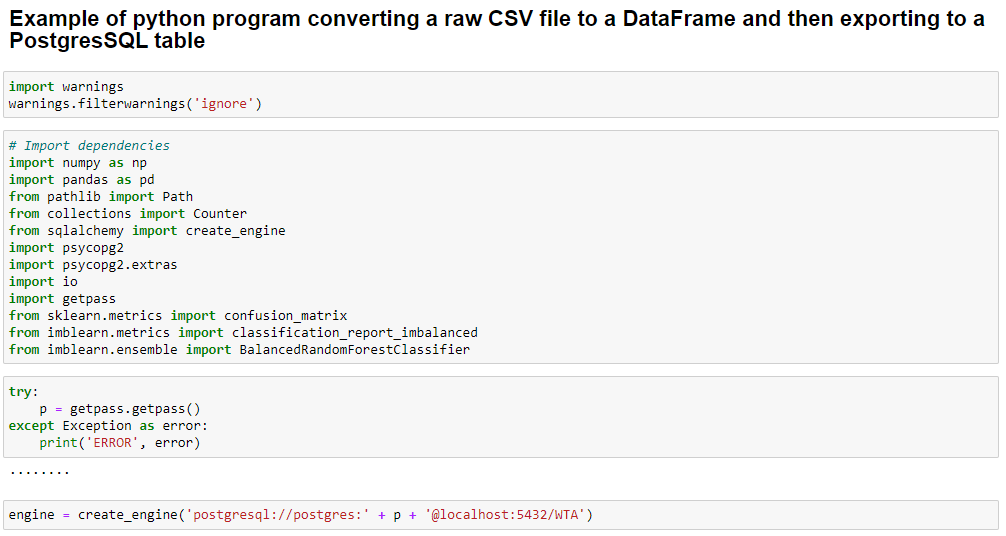 Example of python program converting a raw CSV file to a DataFrame and then exporting to a
PostgresSQL table
import warnings
warnings.filterwarnings('ignore')
# Import dependencies
import numpy as np
import pandas as pd
from pathlib import Path
from collections import Counter
from sqlalchemy import create_engine
import psycopg2
import psycopg2.extras
import io
import getpass
from sklearn.metrics import confusion_matrix
from imblearn.metrics import classification_report_imbalanced
from imblearn.ensemble import BalancedRandomForestClassifier
try:
    p = getpass.getpass()
except Exception as error:
    print('ERROR', error)
........
engine = create_engine('postgresql://postgres:' + p + '@localhost:5432/WTA')